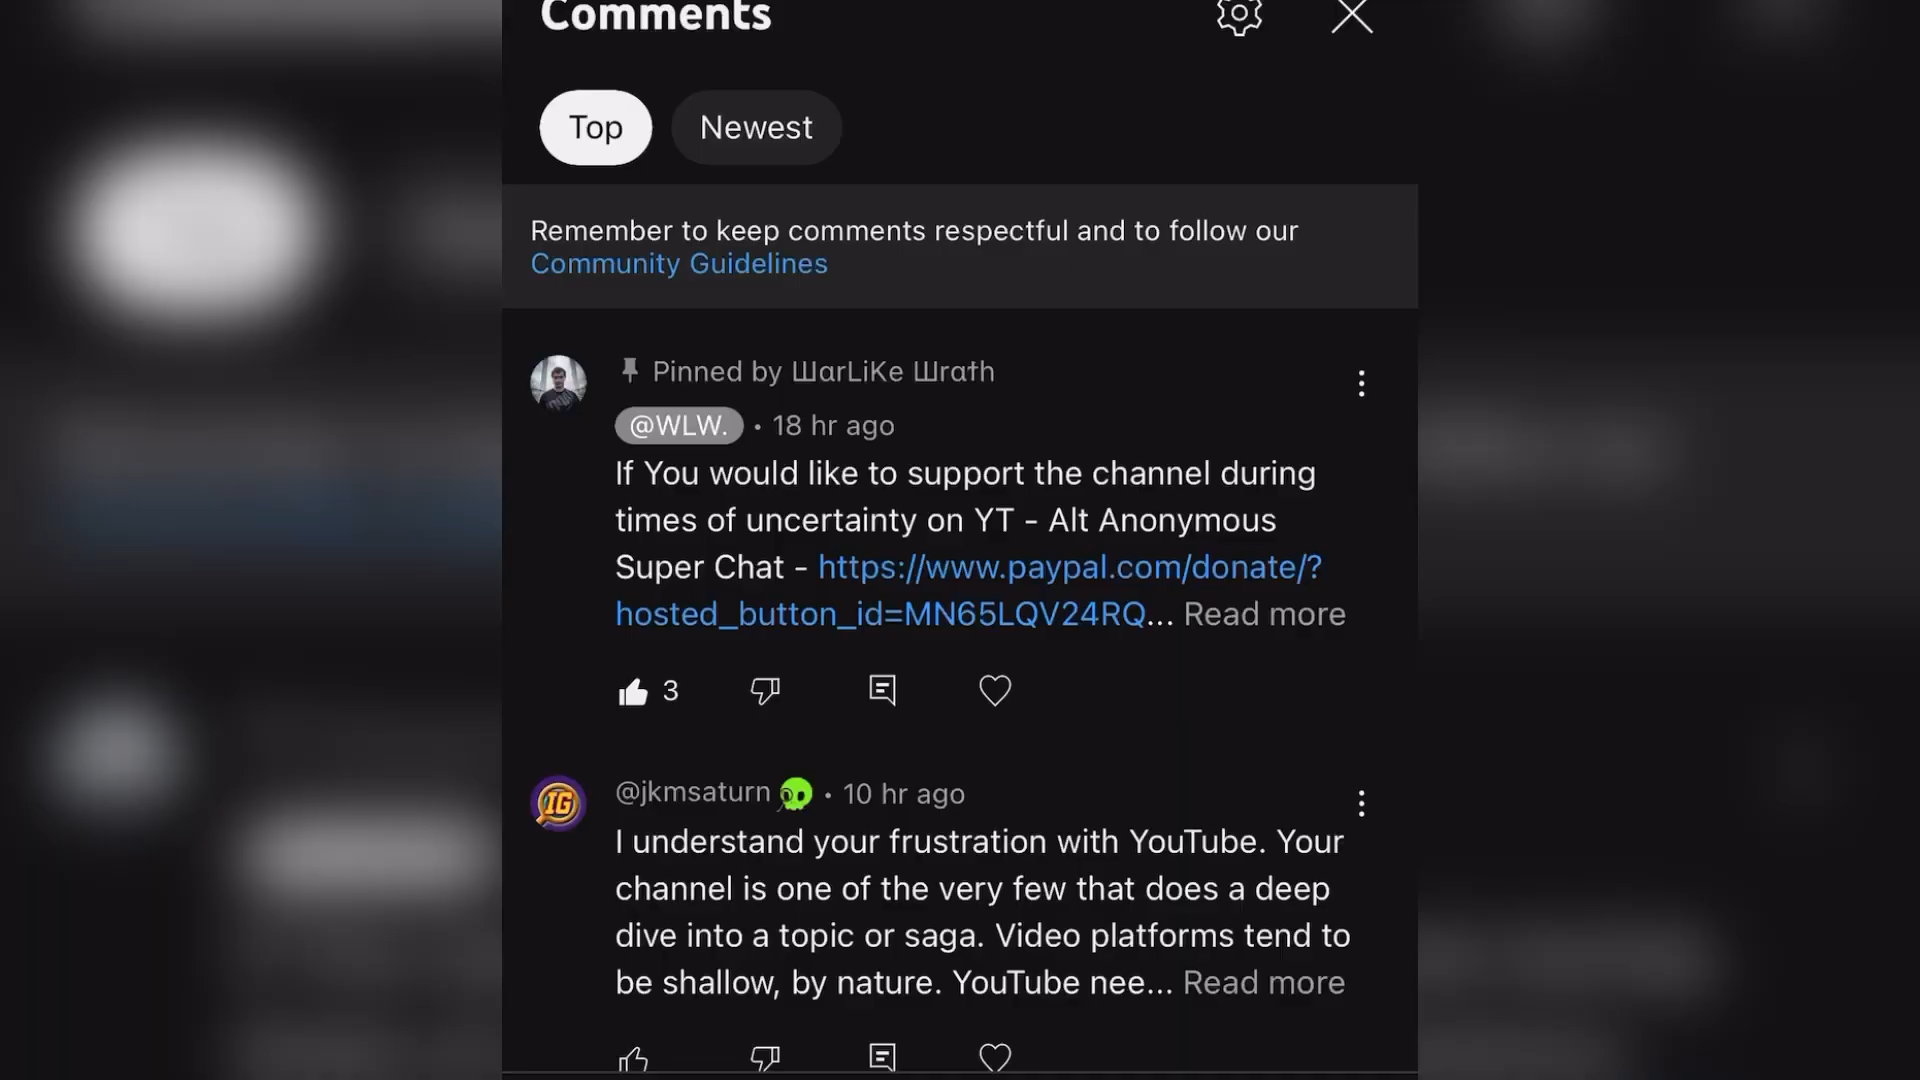 Comments
Top
Newest
Remember to keep comments respectful and to follow our
Community Guidelines
Pinned by ШarLiKe Шrath
@WLW. • 18 hr ago
If You would like to support the channel during
times of uncertainty on YT - Alt Anonymous
Super Chat - https://www.paypal.com/donate/?
hosted_button_id=MN65LQV24RQ... Read more
3
IG
@jkmsaturn • 10 hr ago
I understand your frustration with YouTube. Your
channel is one of the very few that does a deep
dive into a topic or saga. Video platforms tend to
be shallow, by nature. YouTube nee... Read more